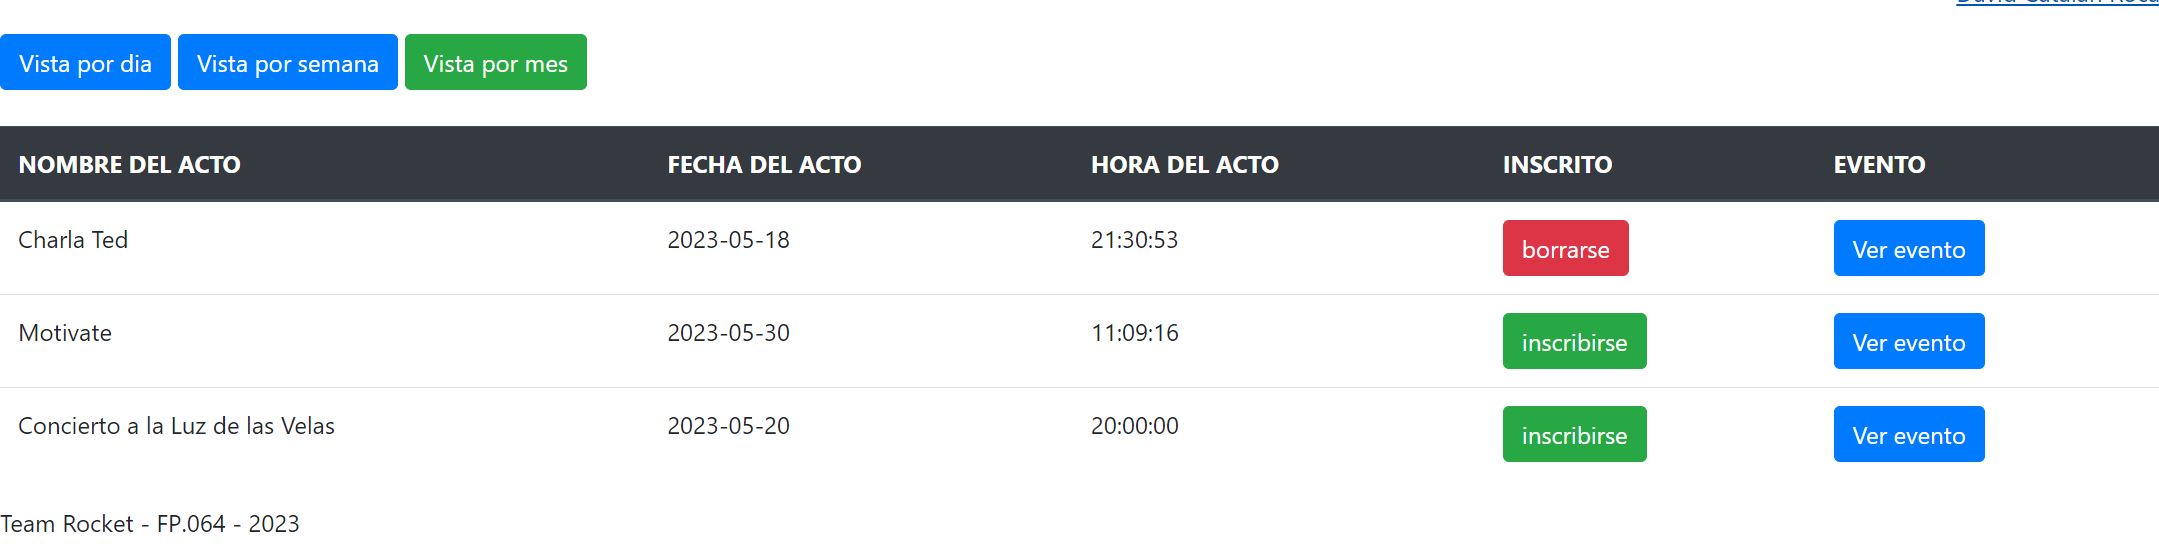 Vista por dia Vista por semana Vista por mes
NOMBRE DEL ACTO FECHA DEL ACTO HORA DEL ACTO INSCRITO EVENTO
Charla Ted 2023-05-18 21:30:53 borrarse Ver evento
Motivate 2023-05-30 11:09:16 inscribirse Ver evento
Concierto a la Luz de las Velas 2023-05-20 20:00:00 inscribirse Ver evento
Team Rocket - FP.064 - 2023